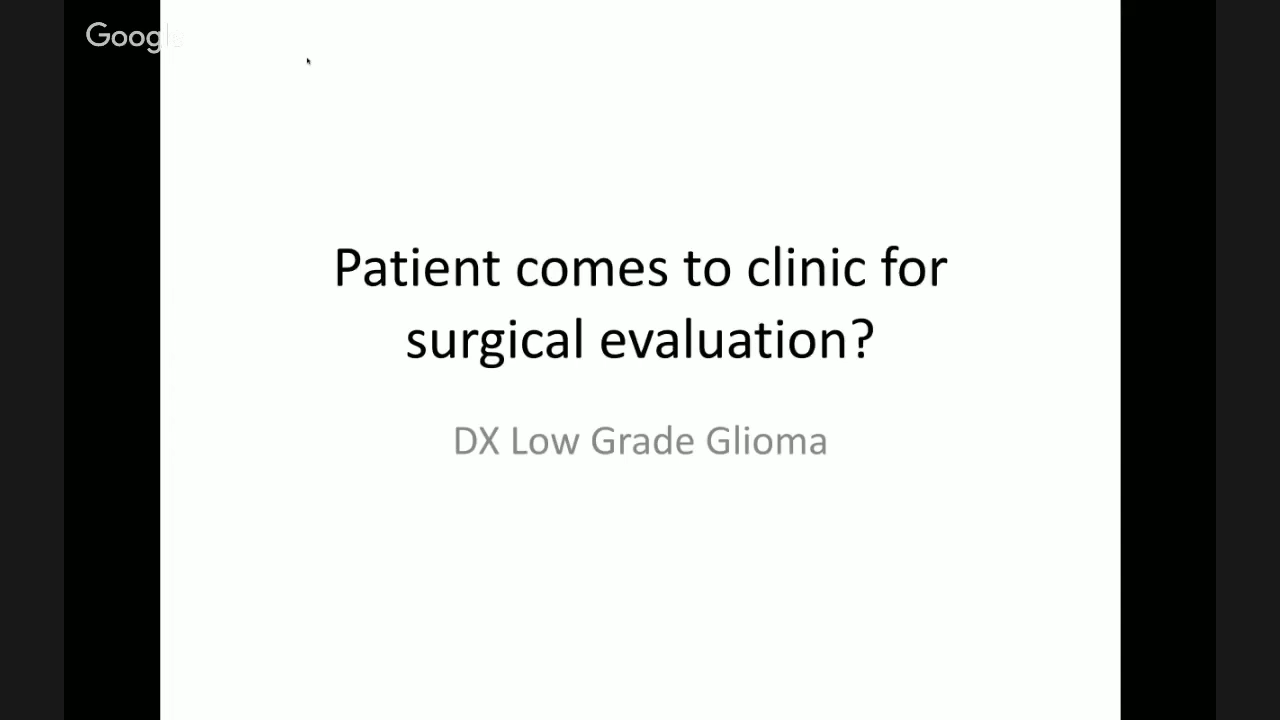 Google
Patient comes to clinic for
surgical evaluation?
DX Low Grade Glioma